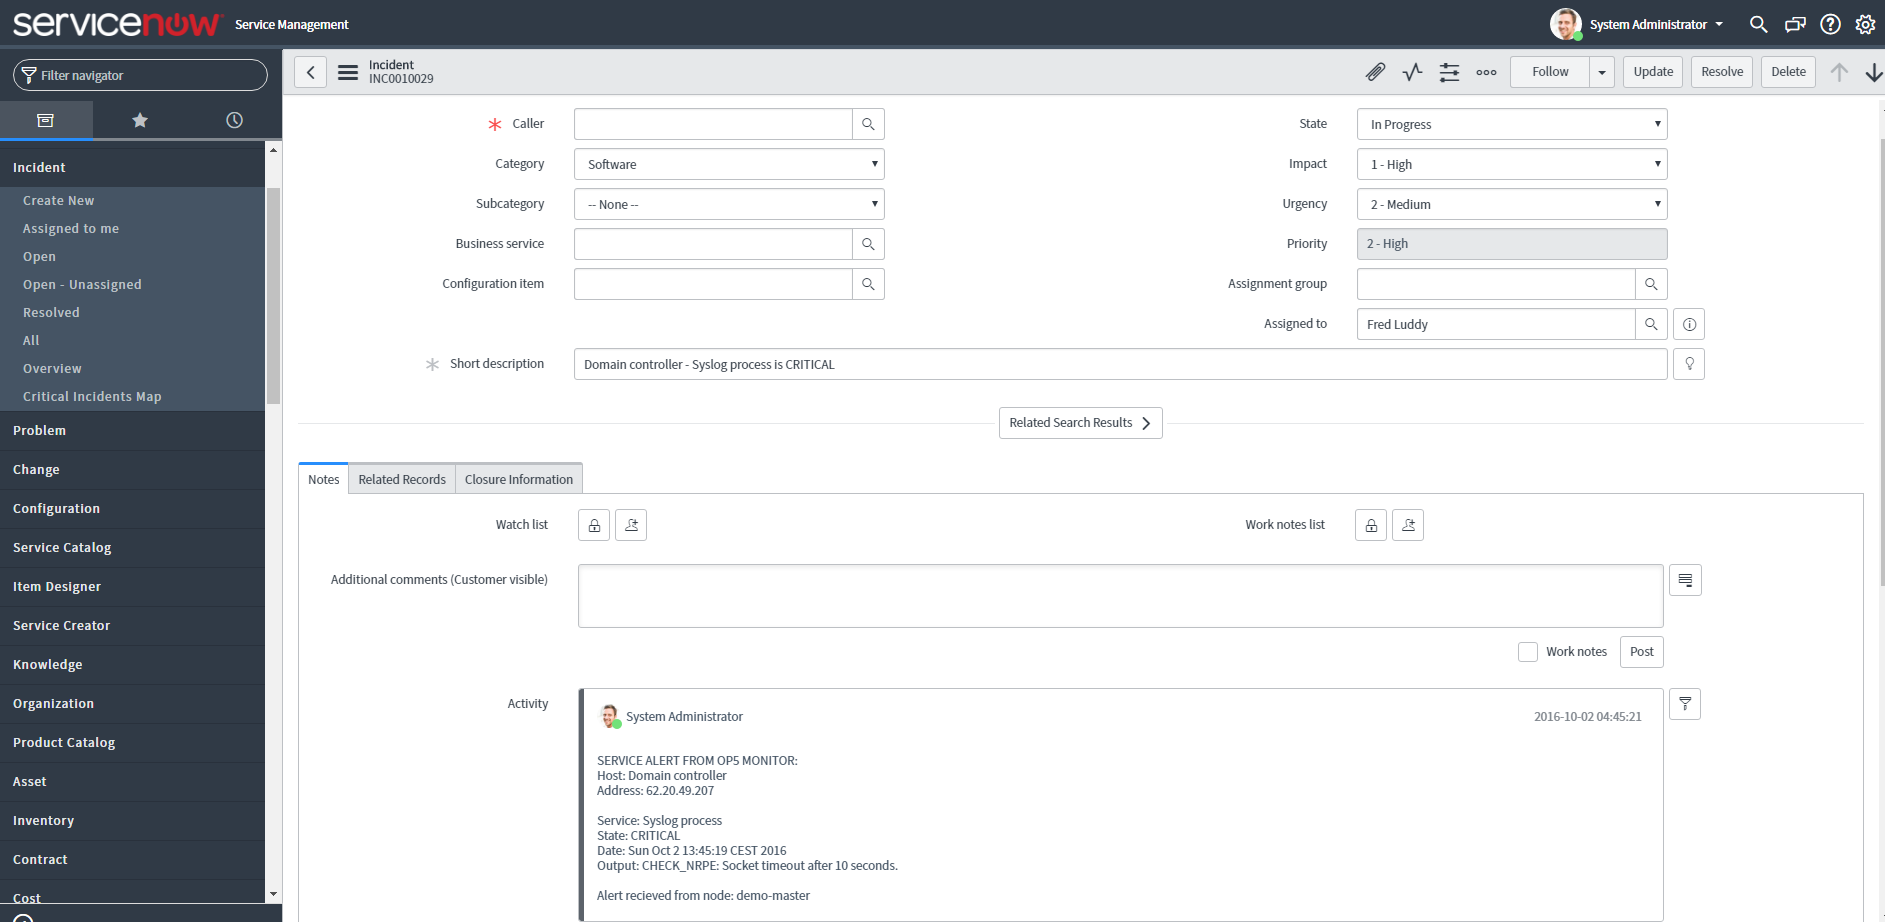 servicenow Service Management
System Administrator
Filter navigator
Incident
Create New
Assigned to me
Open
Open - Unassigned
Resolved
All
Overview
Critical Incidents Map
Problem
Change
Configuration
Service Catalog
Item Designer
Service Creator
Knowledge
Organization
Product Catalog
Asset
Inventory
Contract
Cost
Incident
INC0010029
Follow
Update
Resolve
Delete
Caller
Category Software
Subcategory -- None --
Business service
Configuration item
State In Progress
Impact 1 - High
Urgency 2 - Medium
Priority 2 - High
Assignment group
Assigned to Fred Luddy
Short description Domain controller - Syslog process is CRITICAL
Related Search Results
Notes Related Records Closure Information
Watch list
Work notes list
Additional comments (Customer visible)
Work notes Post
Activity
System Administrator 2016-10-02 04:45:21
SERVICE ALERT FROM OP5 MONITOR:
Host: Domain controller
Address: 62.20.49.207
Service: Syslog process
State: CRITICAL
Date: Sun Oct 2 13:45:19 CEST 2016
Output: CHECK_NRPE: Socket timeout after 10 seconds.
Alert recieved from node: demo-master